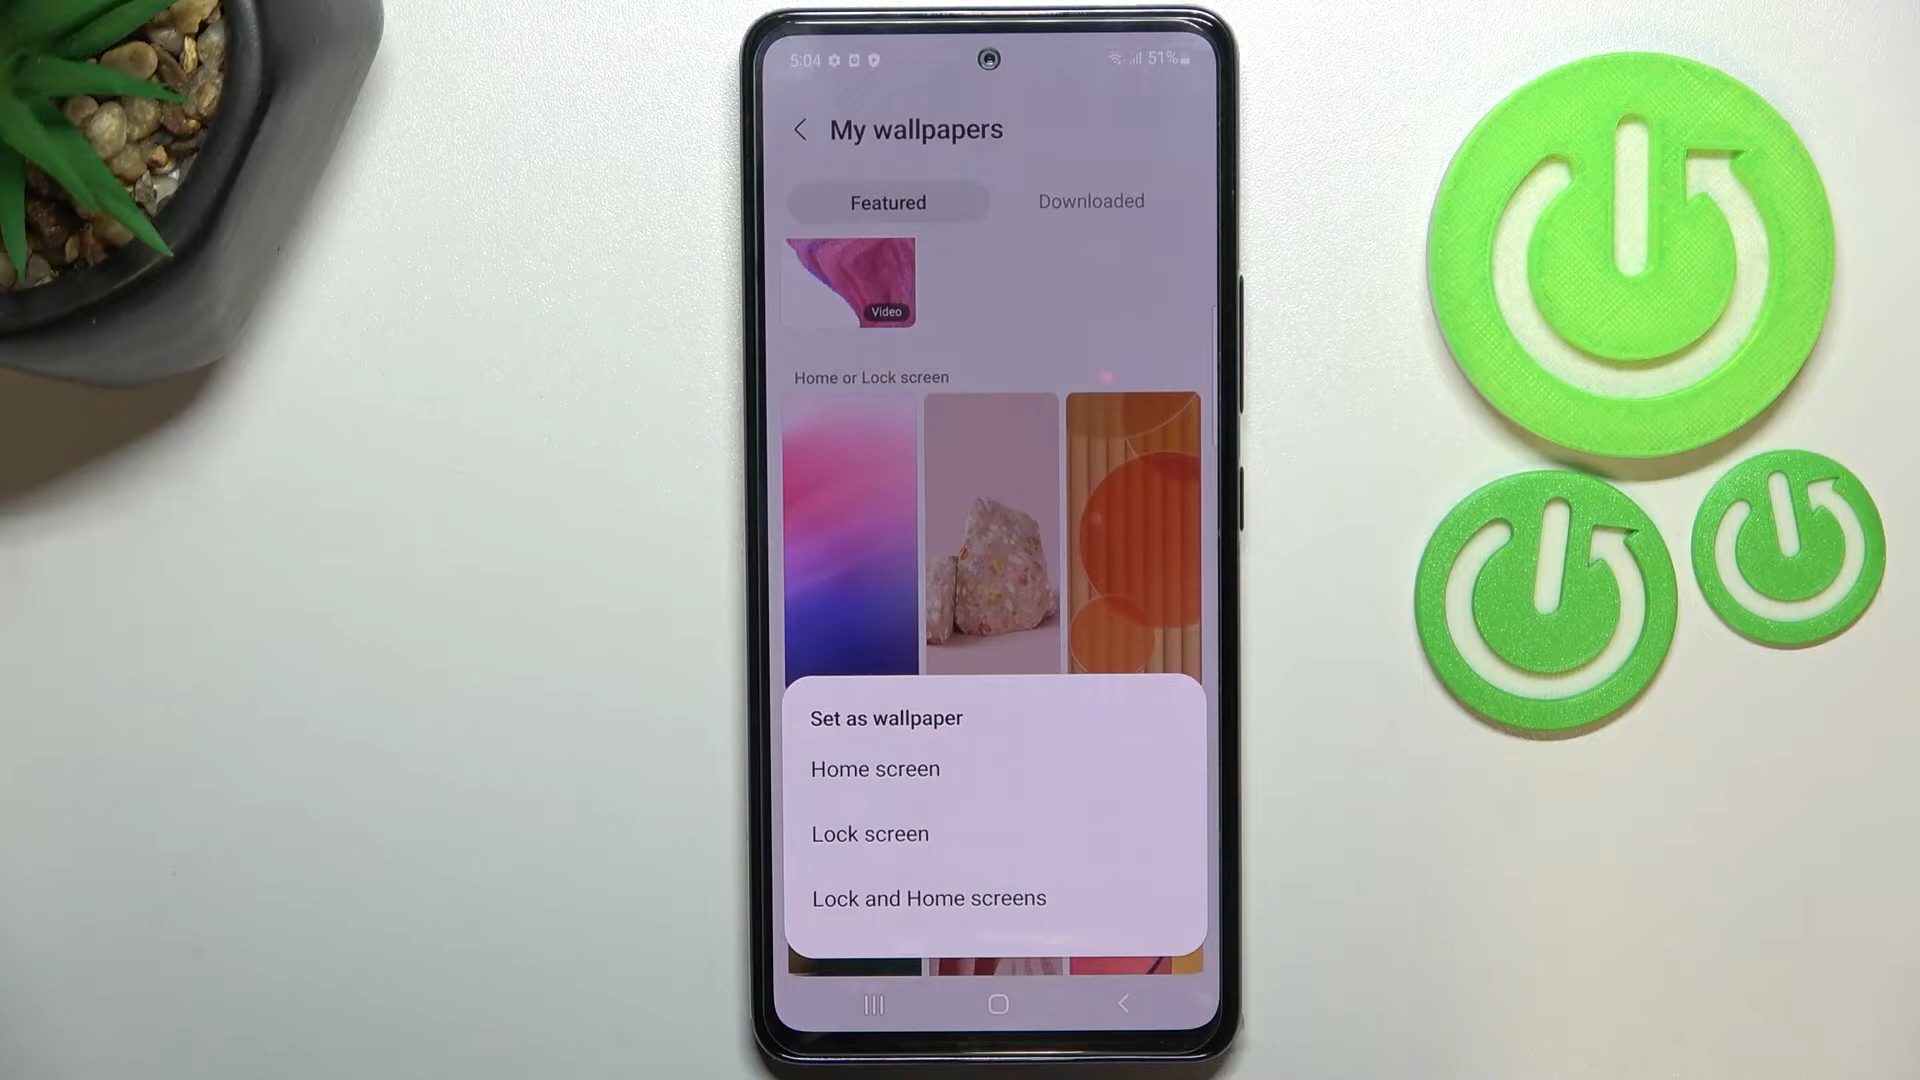 5:04 51%
My wallpapers
Featured Downloaded
Video
Home or Lock screen
Set as wallpaper
Home screen
Lock screen
Lock and Home screens